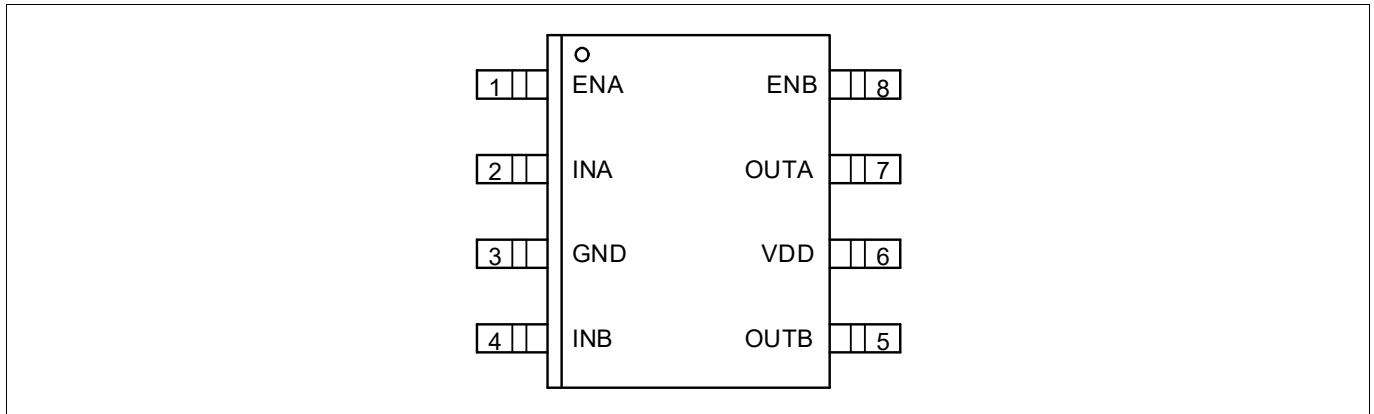 1 ENA ENB 8
2 INA OUTA 7
3 GND VDD 6
4 INB OUTB 5